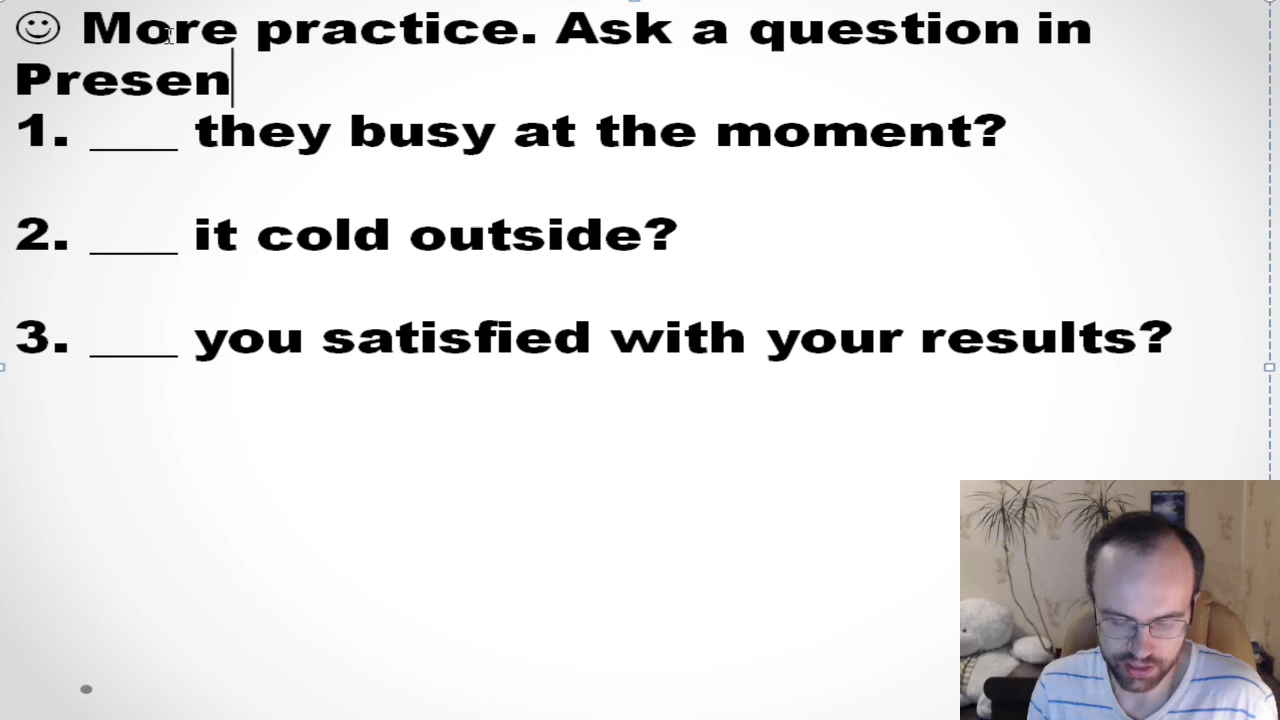 ☺ More practice. Ask a question in
Presen
1. ____ they busy at the moment?
2. ____ it cold outside?
3. ____ you satisfied with your results?